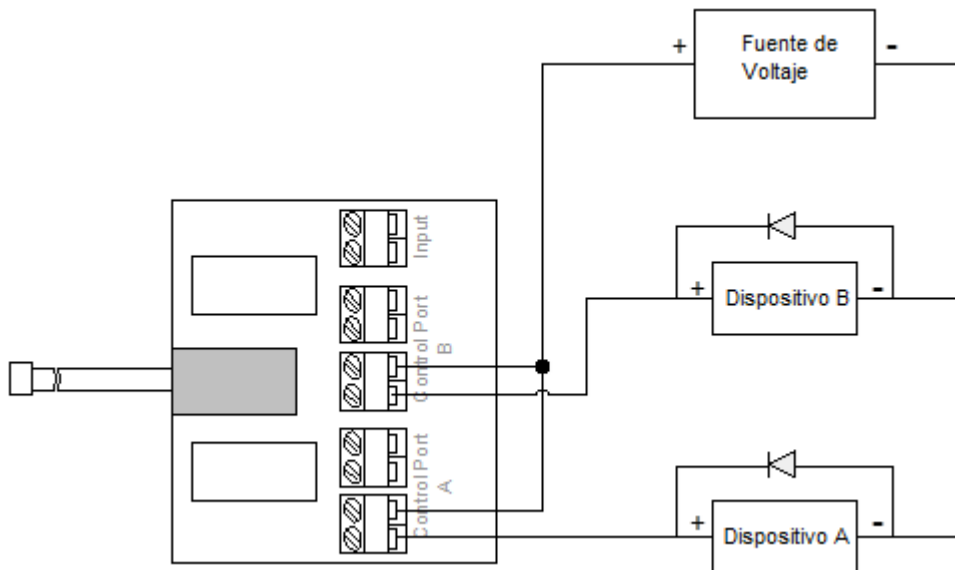 +
Fuente de
Voltaje
-
Input
Control Port
B
+
Dispositivo B
-
Control Port
A
+
Dispositivo A
-